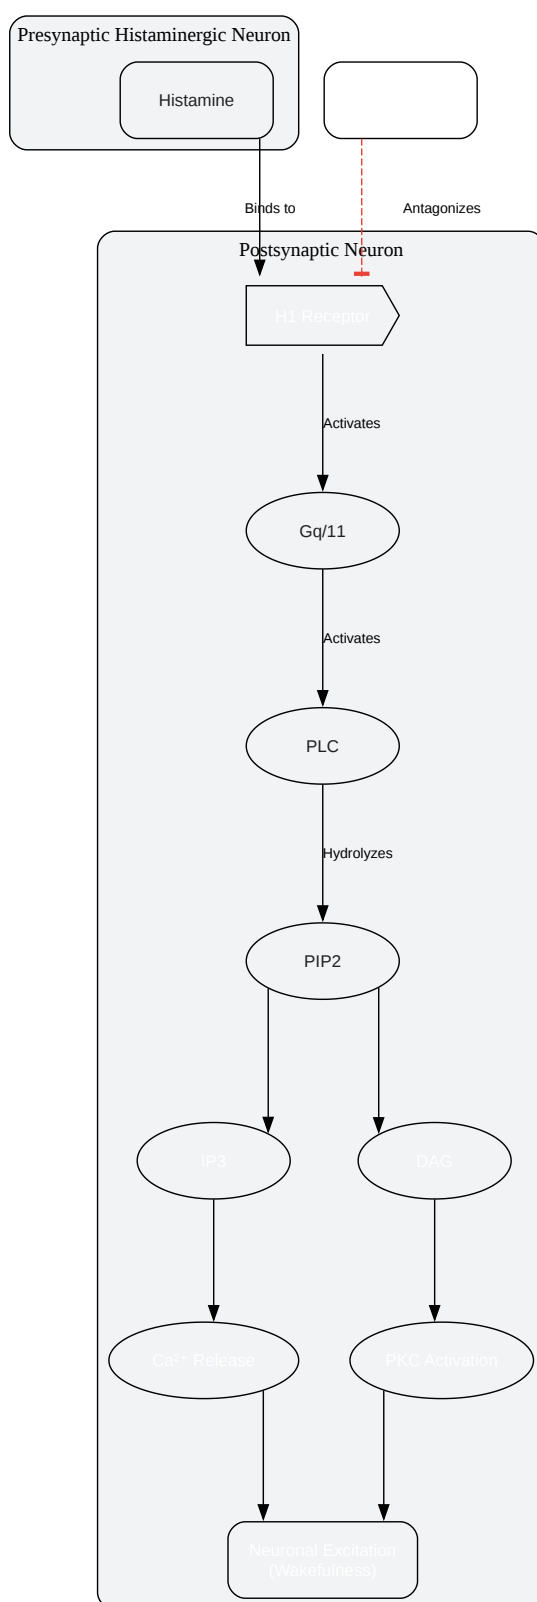 Presynaptic Histaminergic Neuron
Histamine
Binds to
Antagonizes
Postsynaptic Neuron
H1 Receptor
Activates
Gq/11
Activates
PLC
Hydrolyzes
PIP2
IP3
DAG
Ca²⁺ Release
PKC Activation
Neuronal Excitation
(Wakefulness)